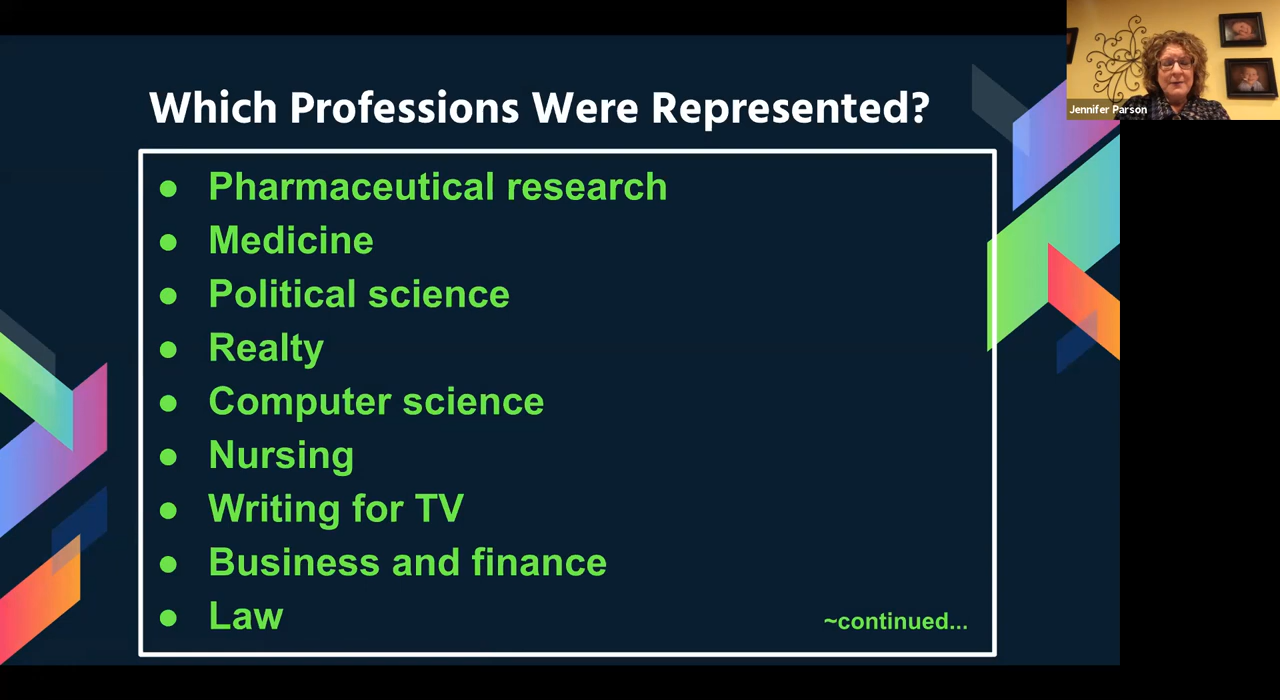 Which Professions Were Represented?
Jennifer Parson
● Pharmaceutical research
● Medicine
● Political science
● Realty
● Computer science
● Nursing
● Writing for TV
● Business and finance
● Law
~continued...